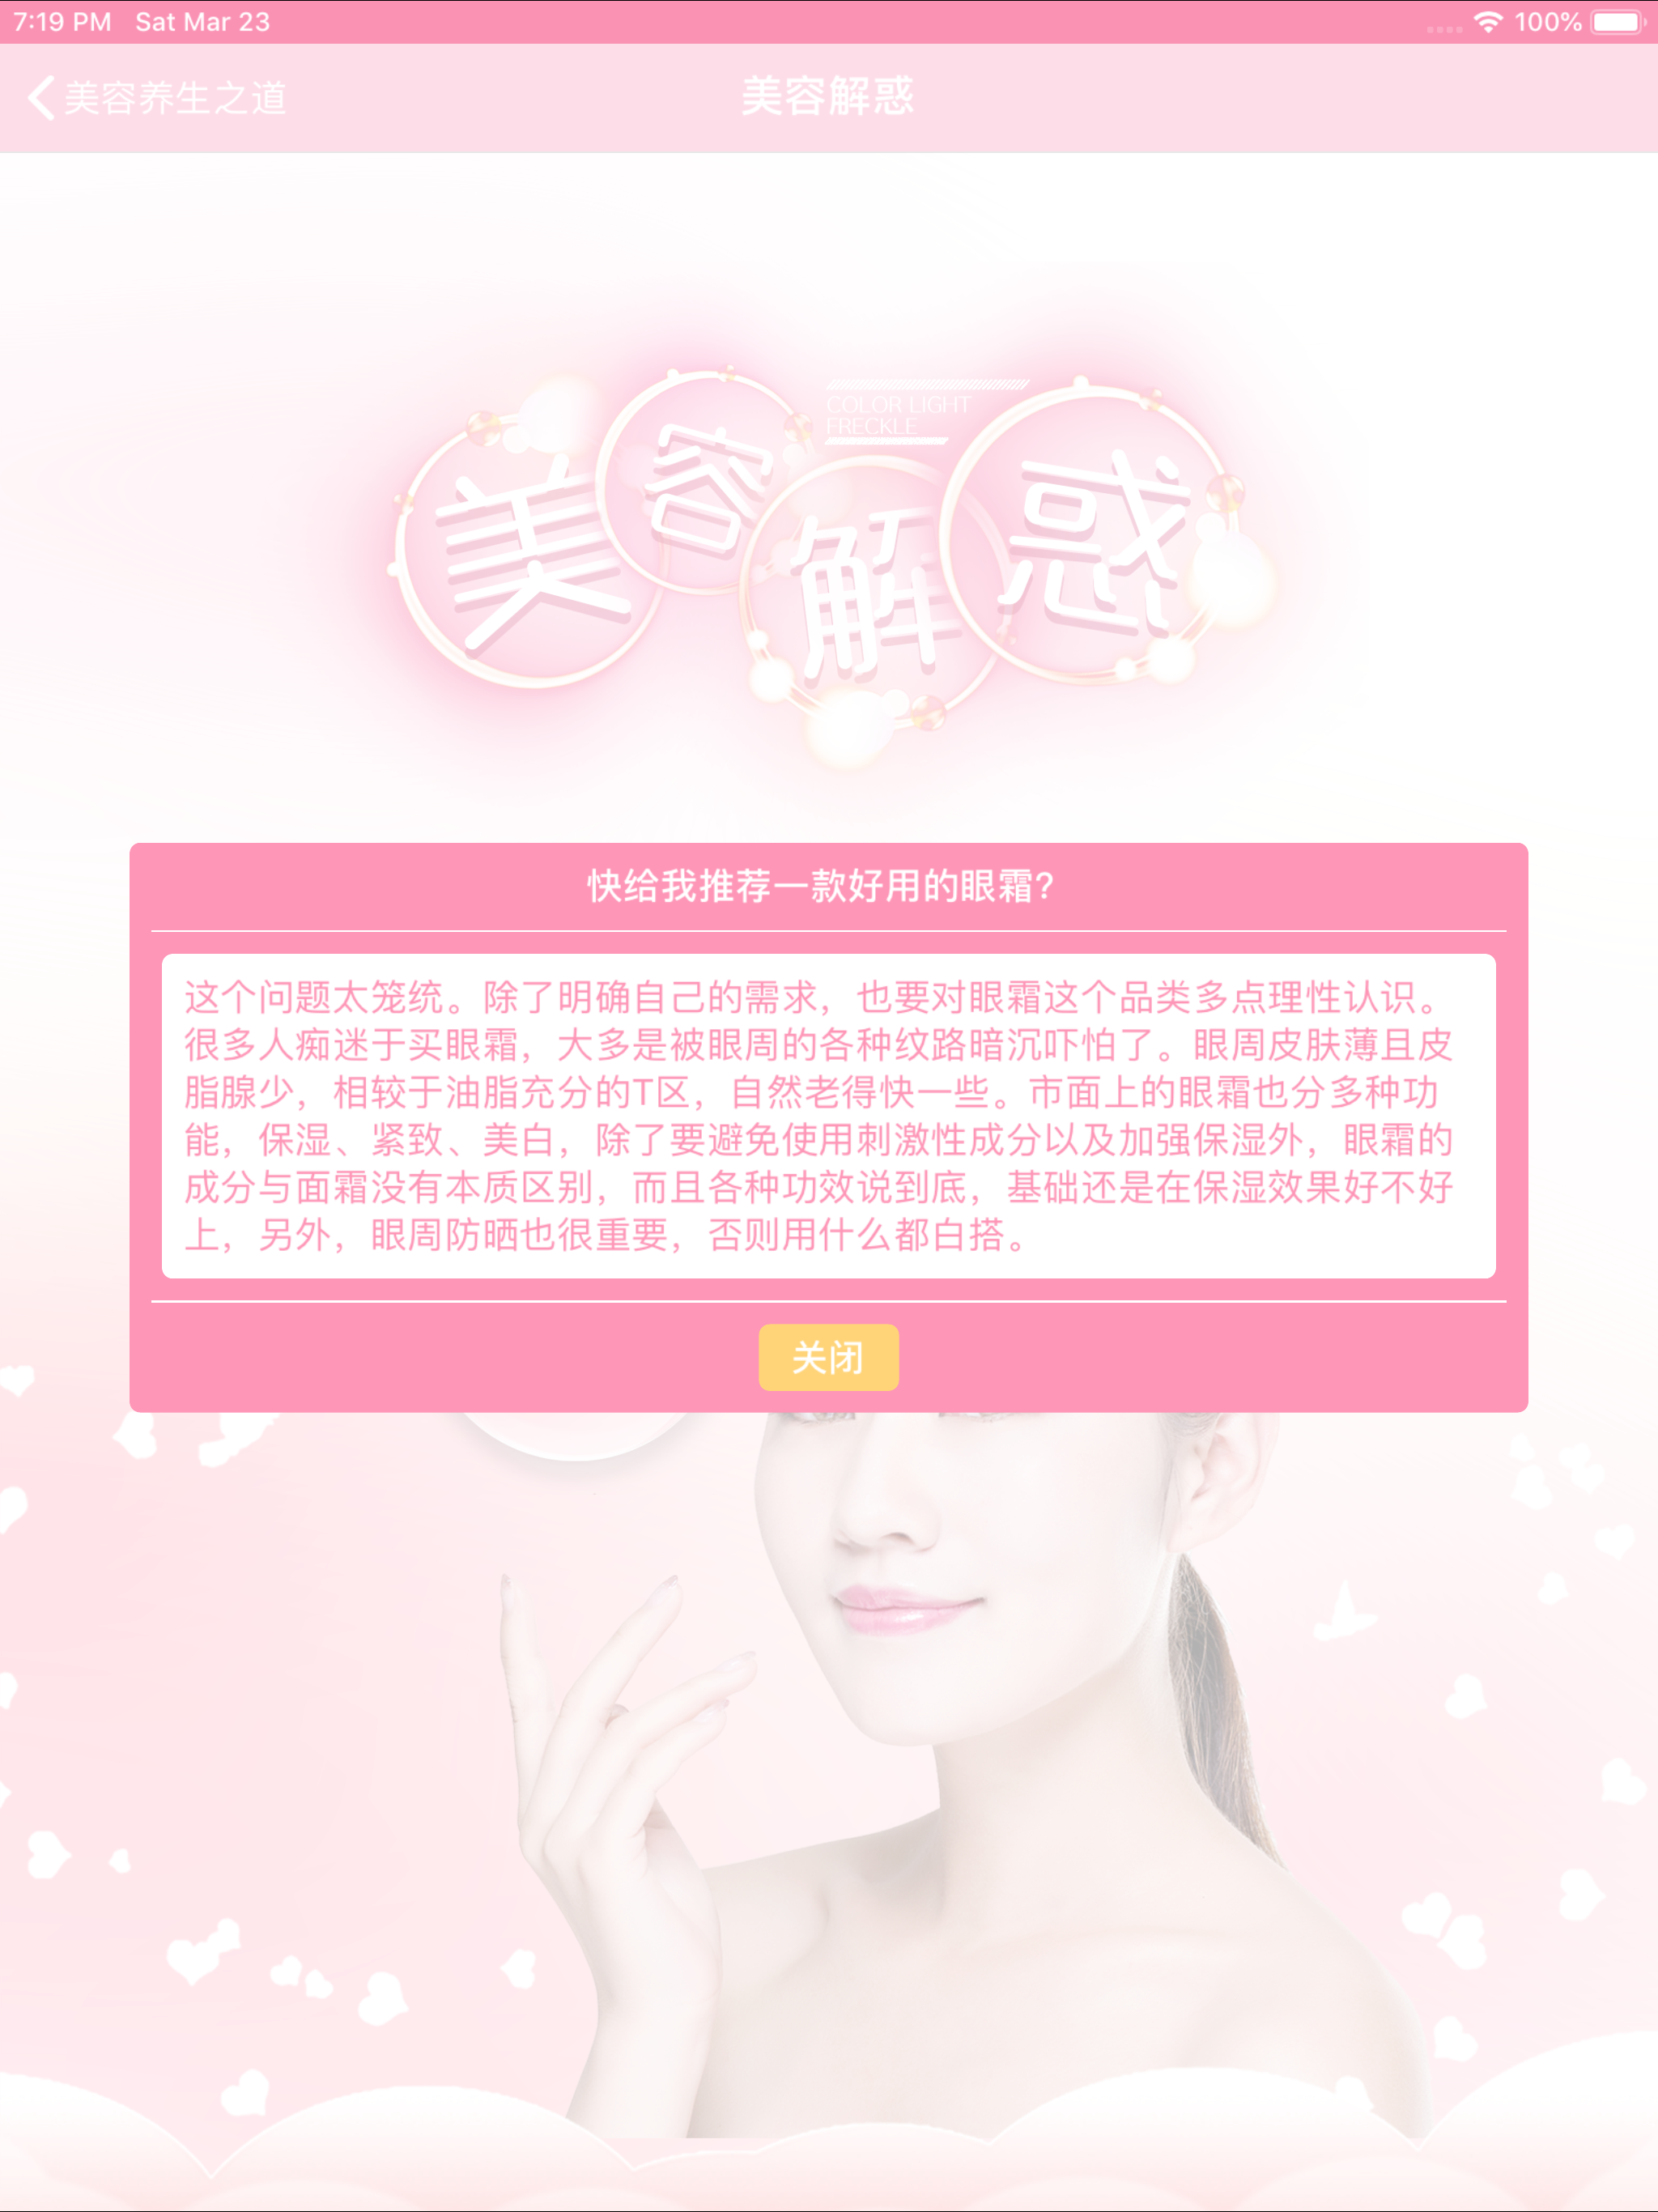 7:19 PM Sat Mar 23 100%
美容养生之道 美容解惑
COLOR LIGHT
FRECKLE
美容解惑
快给我推荐一款好用的眼霜?
这个问题太笼统。除了明确自己的需求，也要对眼霜这个品类多点理性认识。
很多人痴迷于买眼霜，大多是被眼周的各种纹路暗沉吓怕了。眼周皮肤薄且皮
脂腺少，相较于油脂充分的T区，自然老得快一些。市面上的眼霜也分多种功
能，保湿、紧致、美白，除了要避免使用刺激性成分以及加强保湿外，眼霜的
成分与面霜没有本质区别，而且各种功效说到底，基础还是在保湿效果好不好
上，另外，眼周防晒也很重要，否则用什么都白搭。
关闭